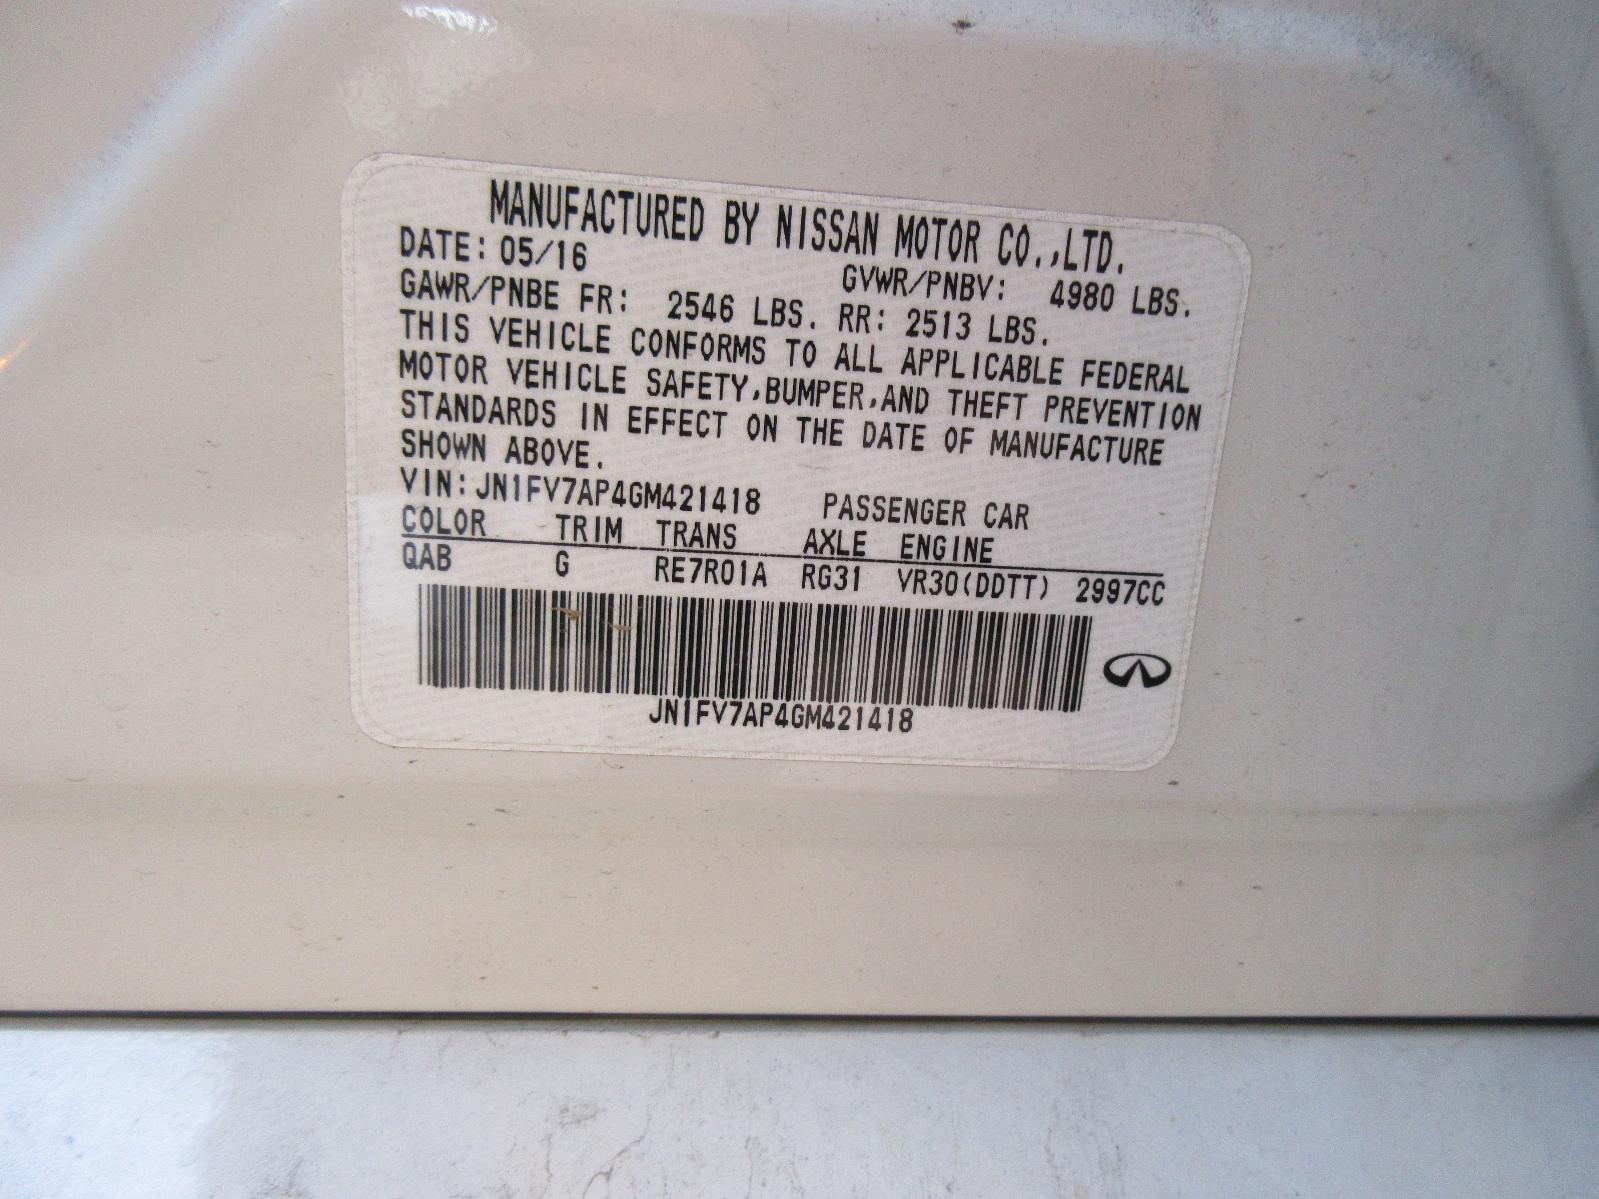 MANUFACTURED BY NISSAN MOTOR CO.,LTD.
DATE: 05/16 GVWR/PNBV: 4980 LBS.
GAWR/PNBE FR: 2546 LBS. RR: 2513 LBS.
THIS VEHICLE CONFORMS TO ALL APPLICABLE FEDERAL
MOTOR VEHICLE SAFETY,BUMPER,AND THEFT PREVENTION
STANDARDS IN EFFECT ON THE DATE OF MANUFACTURE
SHOWN ABOVE.
VIN: JN1FV7AP4GM421418 PASSENGER CAR
COLOR TRIM TRANS AXLE ENGINE
QAB G RE7R01A RG31 VR30(DDTT) 2997CC
JN1FV7AP4GM421418